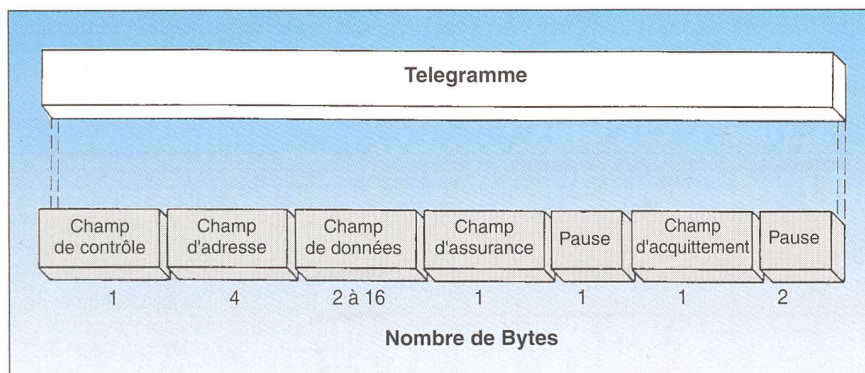 Telegramme
Champ
de contrôle
Champ
d'adresse
Champ
de données
Champ
d'assurance
Pause
Champ
d'acquittement
Pause
1
4
2 à 16
1
1
1
2
Nombre de Bytes